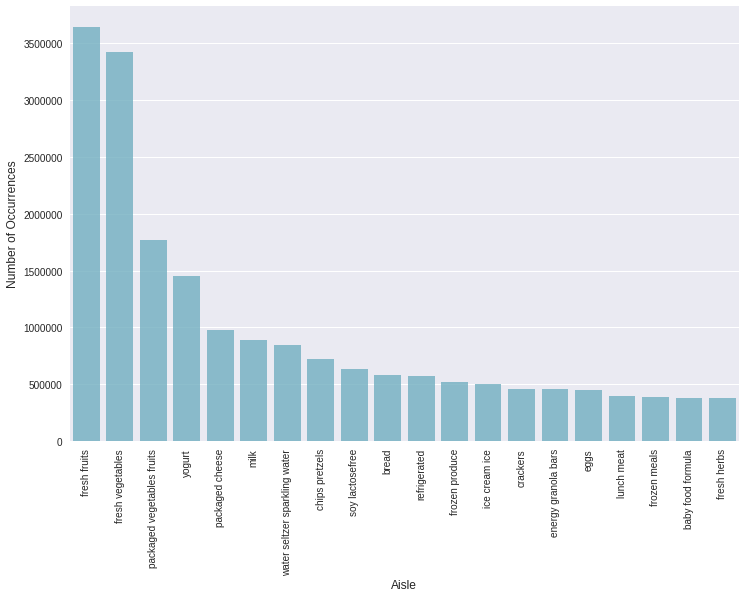 3500000
3000000
2500000
2000000
1500000
1000000
500000
0
Number of Occurrences
fresh fruits
fresh vegetables
packaged vegetables fruits
yogurt
packaged cheese
milk
water seltzer sparkling water
chips pretzels
soy lactosefree
bread
refrigerated
frozen produce
ice cream ice
crackers
energy granola bars
eggs
lunch meat
frozen meals
baby food formula
fresh herbs
Aisle